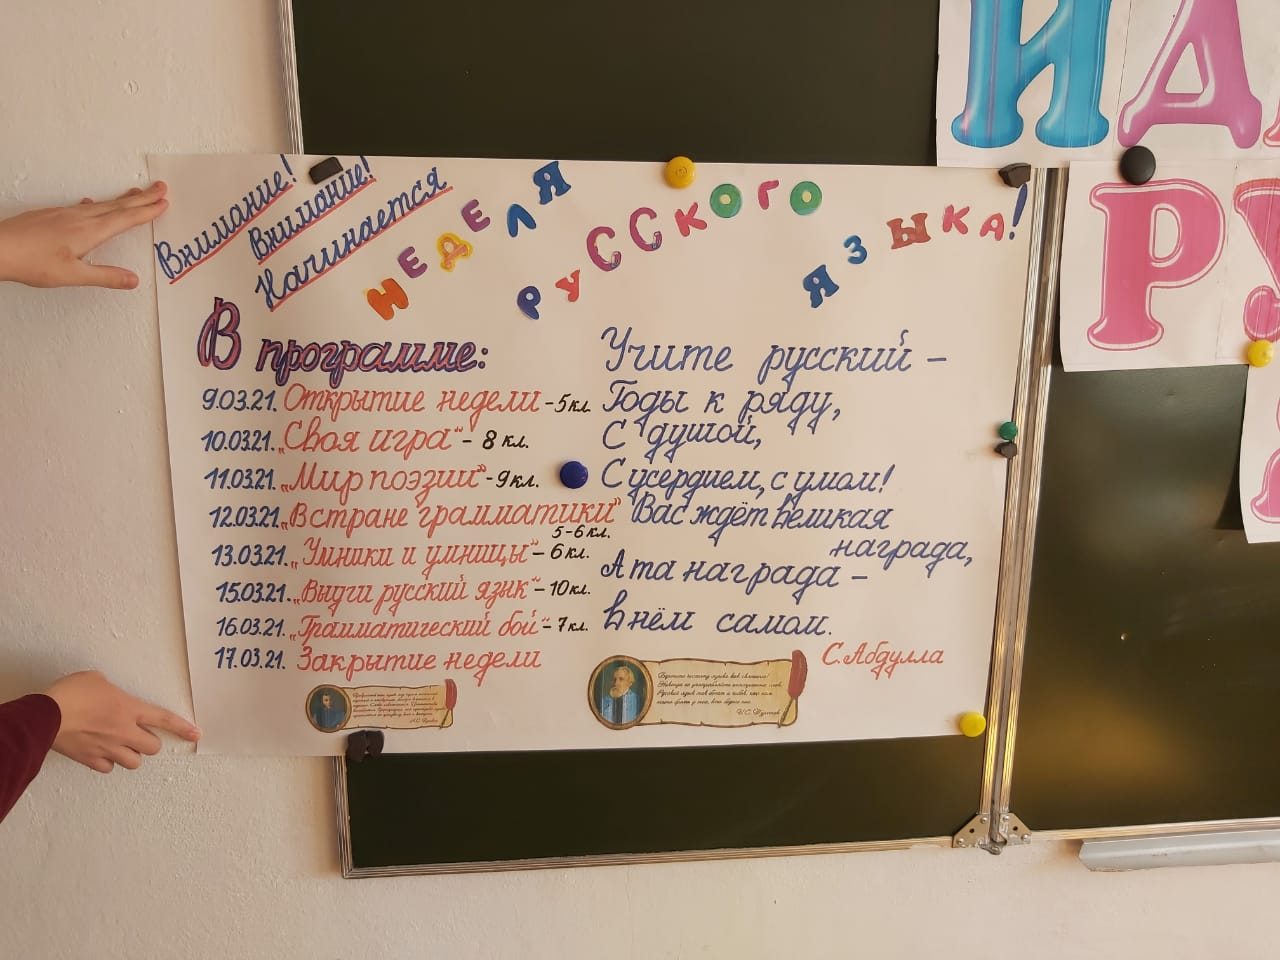 Внимание!
Внимание!
Начинается
НЕДЕЛЯ
РУССКОГО
ЯЗЫКА!
В программе:
9.03.21. Открытие недели - 5 кл.
10.03.21. „Своя игра“ - 8 кл.
11.03.21. „Мир поэзии“ - 9 кл.
12.03.21. „В стране грамматики“
5-6 кл.
13.03.21. „Умники и умницы“ - 6 кл.
15.03.21. „Выучи русский язык“ - 10 кл.
16.03.21. „Грамматический бой“ - 7 кл.
17.03.21. Закрытие недели
Учите русский –
Годы к ряду,
С душой,
С усердием, с умом!
Вас ждёт великая
награда,
А та награда –
в нём самом.
С. Абдулла
И.С. Тургенев
НА
РУ